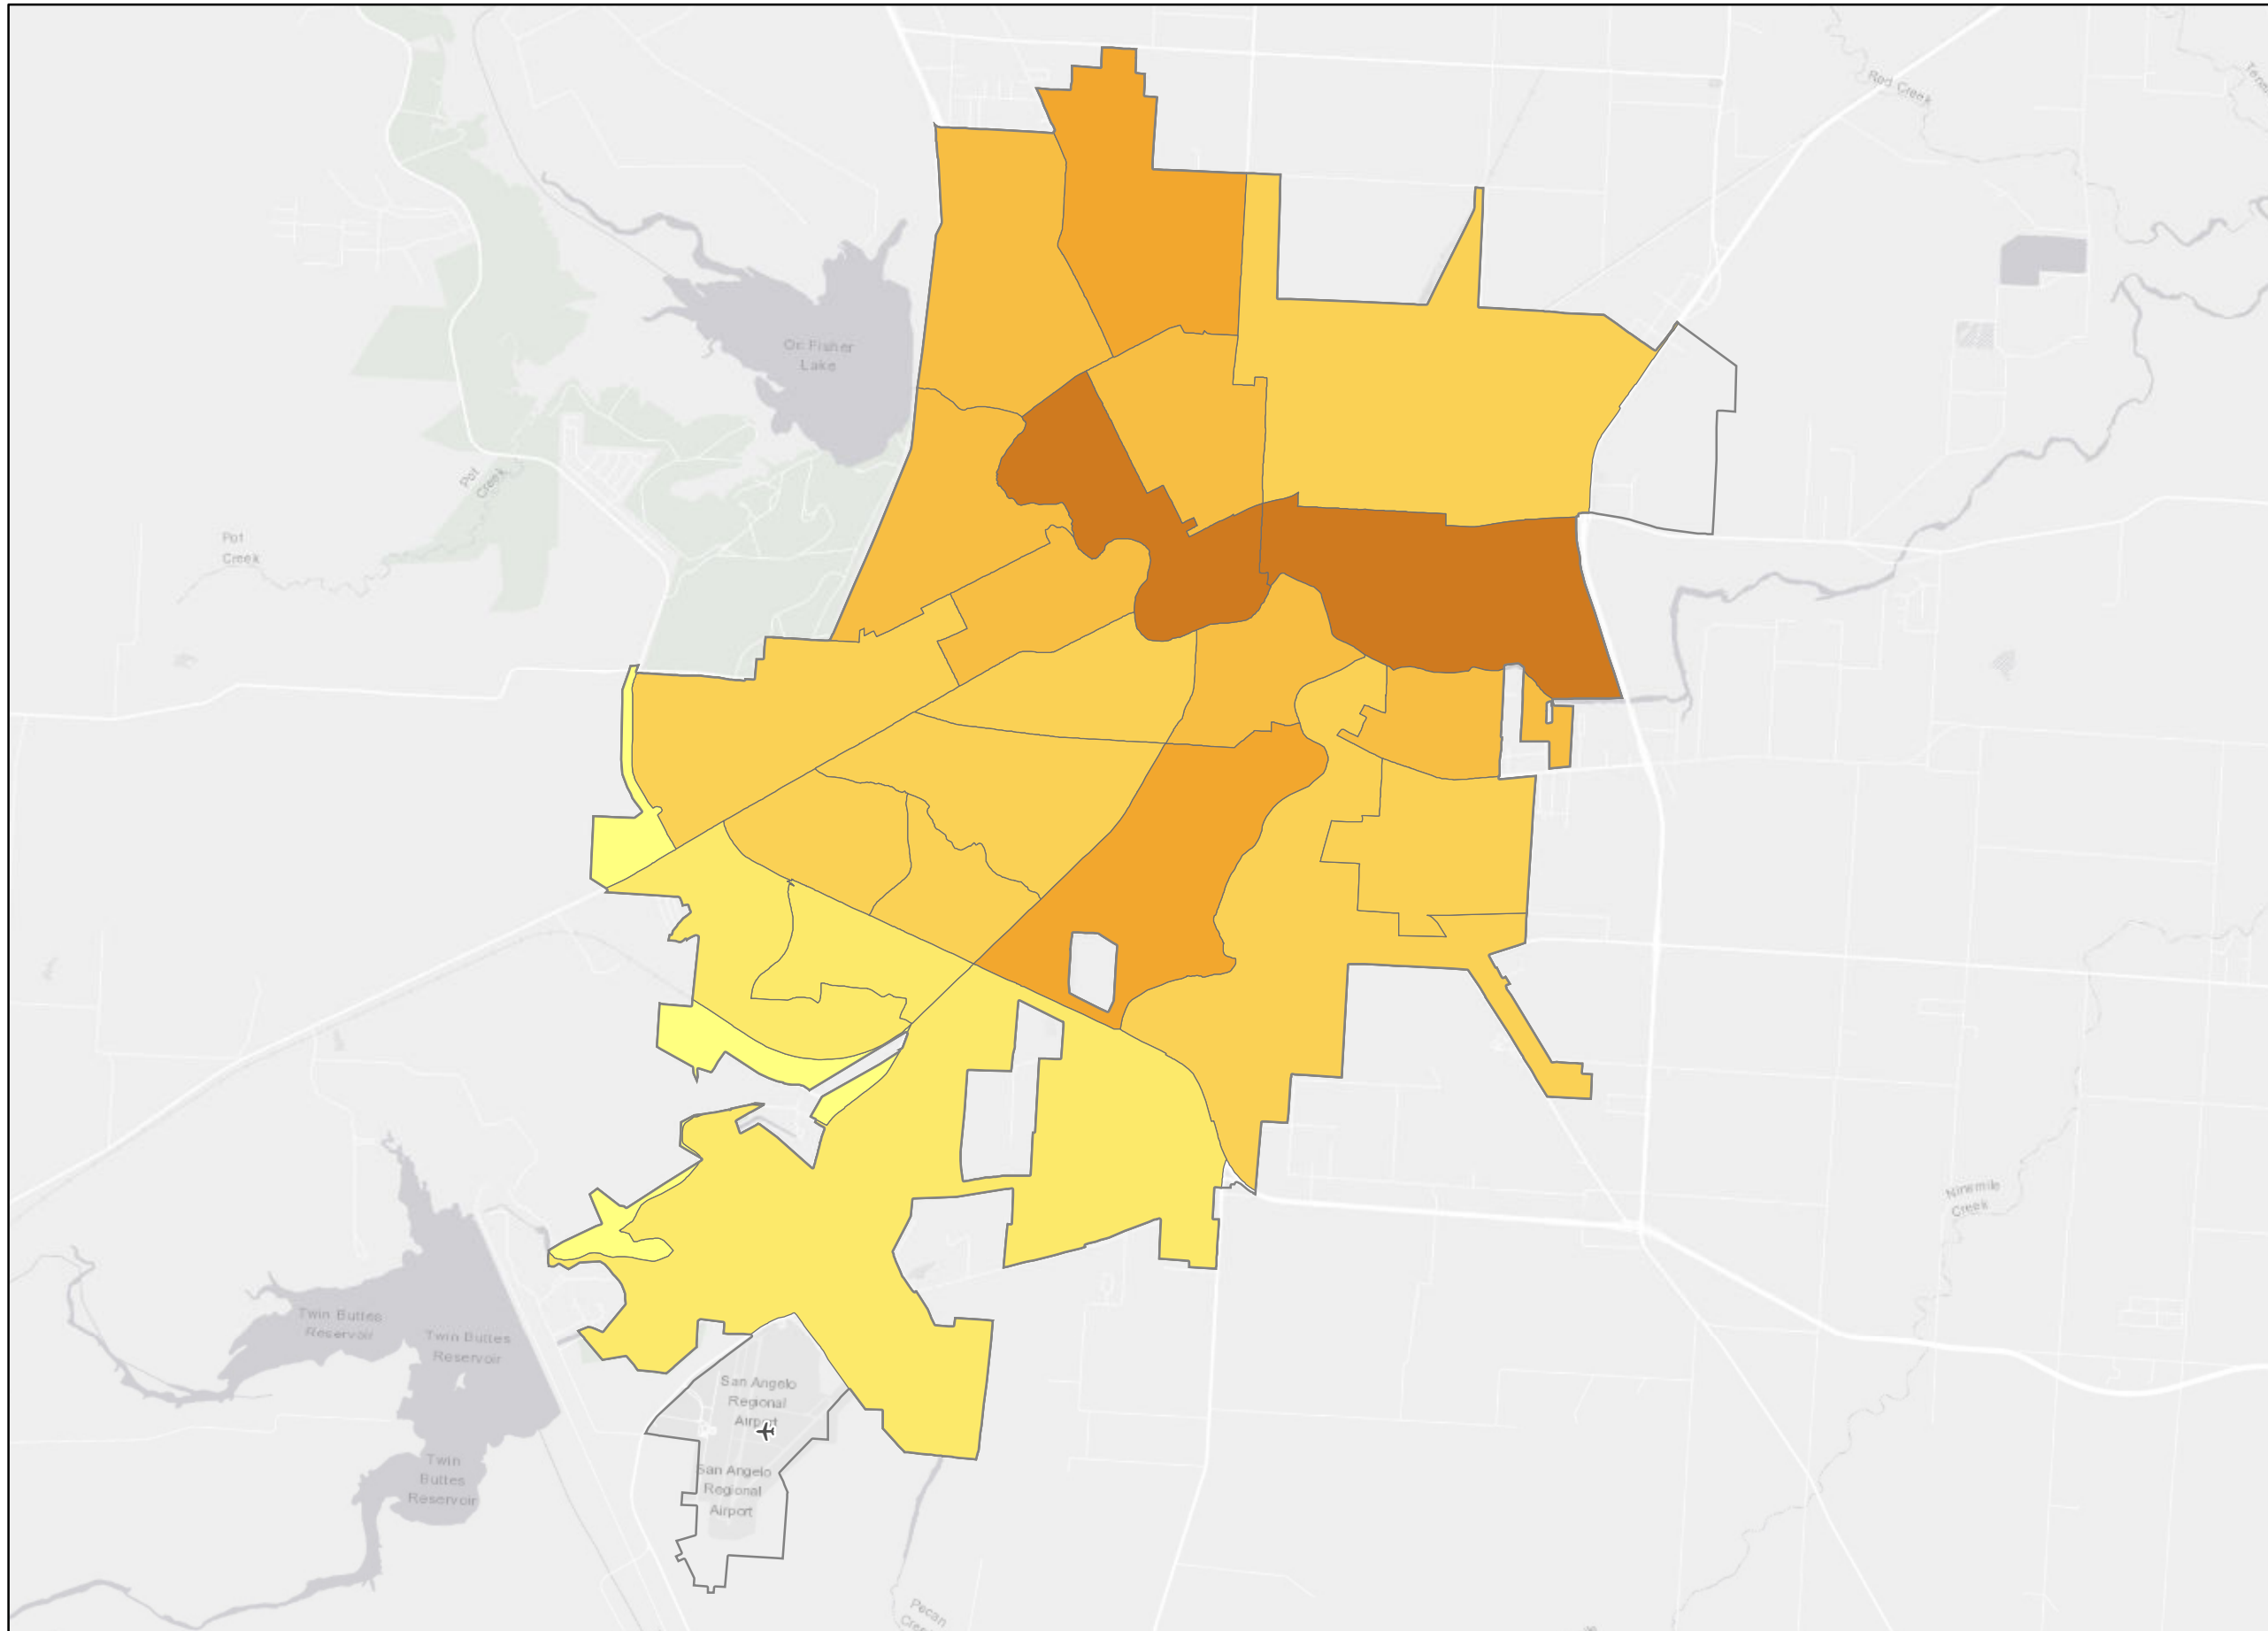 Red Creek
O.C. Fisher
Lake
Pot
Creek
Pot
Creek
Ninemile
Creek
Twin Buttes
Reservoir
Twin Buttes
Reservoir
San Angelo
Regional
Airport
Twin
Buttes
Reservoir
San Angelo
Regional
Airport
Pecan